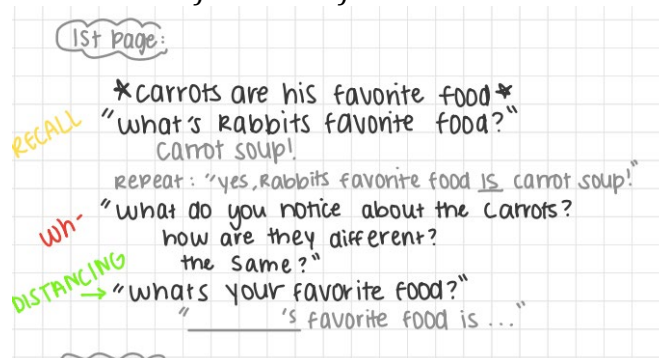 1st page:
*carrots are his favorite food*
RECALL "what's Rabbits favorite food?"
carrot soup!
REPEAT: "yes, Rabbits favorite food IS carrot soup!"
Wh- "what do you notice about the carrots?
how are they different?
the same?"
DISTANCING → "whats your favorite food?"
"________'s favorite food is ..."